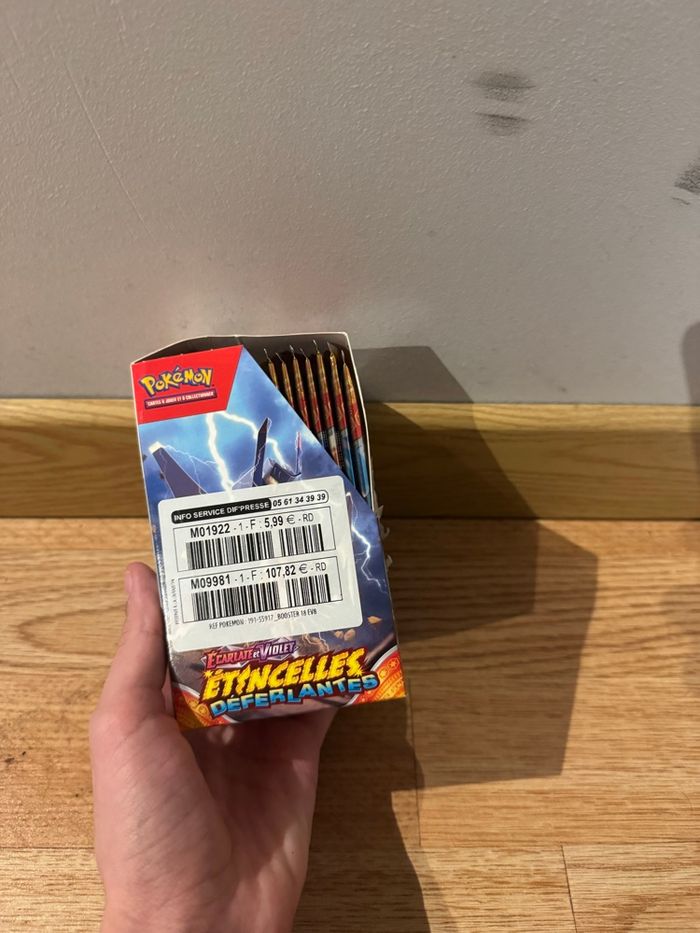 POKéMON
CARTES À JOUER ET À COLLECTIONNER
INFO SERVICE DIF'PRESSE 05 61 34 39 39
M01922 - 1 - F : 5,99 € - RD
M09981 - 1 - F : 107,82 € - RD
REF POKEMON : 191-55917_BOOSTER 18 EV8
ÉCARLATE ET VIOLET
ÉTINCELLES
DÉFERLANTES